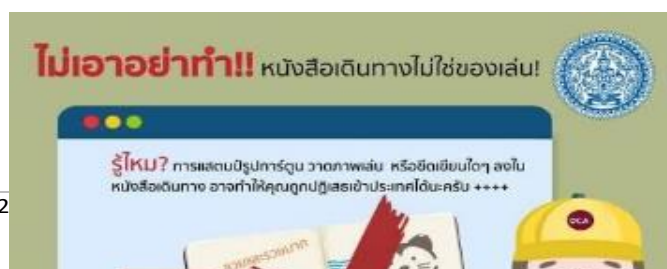 ไม่เอาอย่าทำ!! หนังสือเดินทางไม่ใช่ของเล่น!
รู้ไหม? การแสตมป์รูปการ์ตูน วาดภาพเล่น หรือขีดเขียนใดๆ ลงใน
หนังสือเดินทาง อาจทำให้คุณถูกปฏิเสธเข้าประเทศได้นะครับ ++++
2
DCA